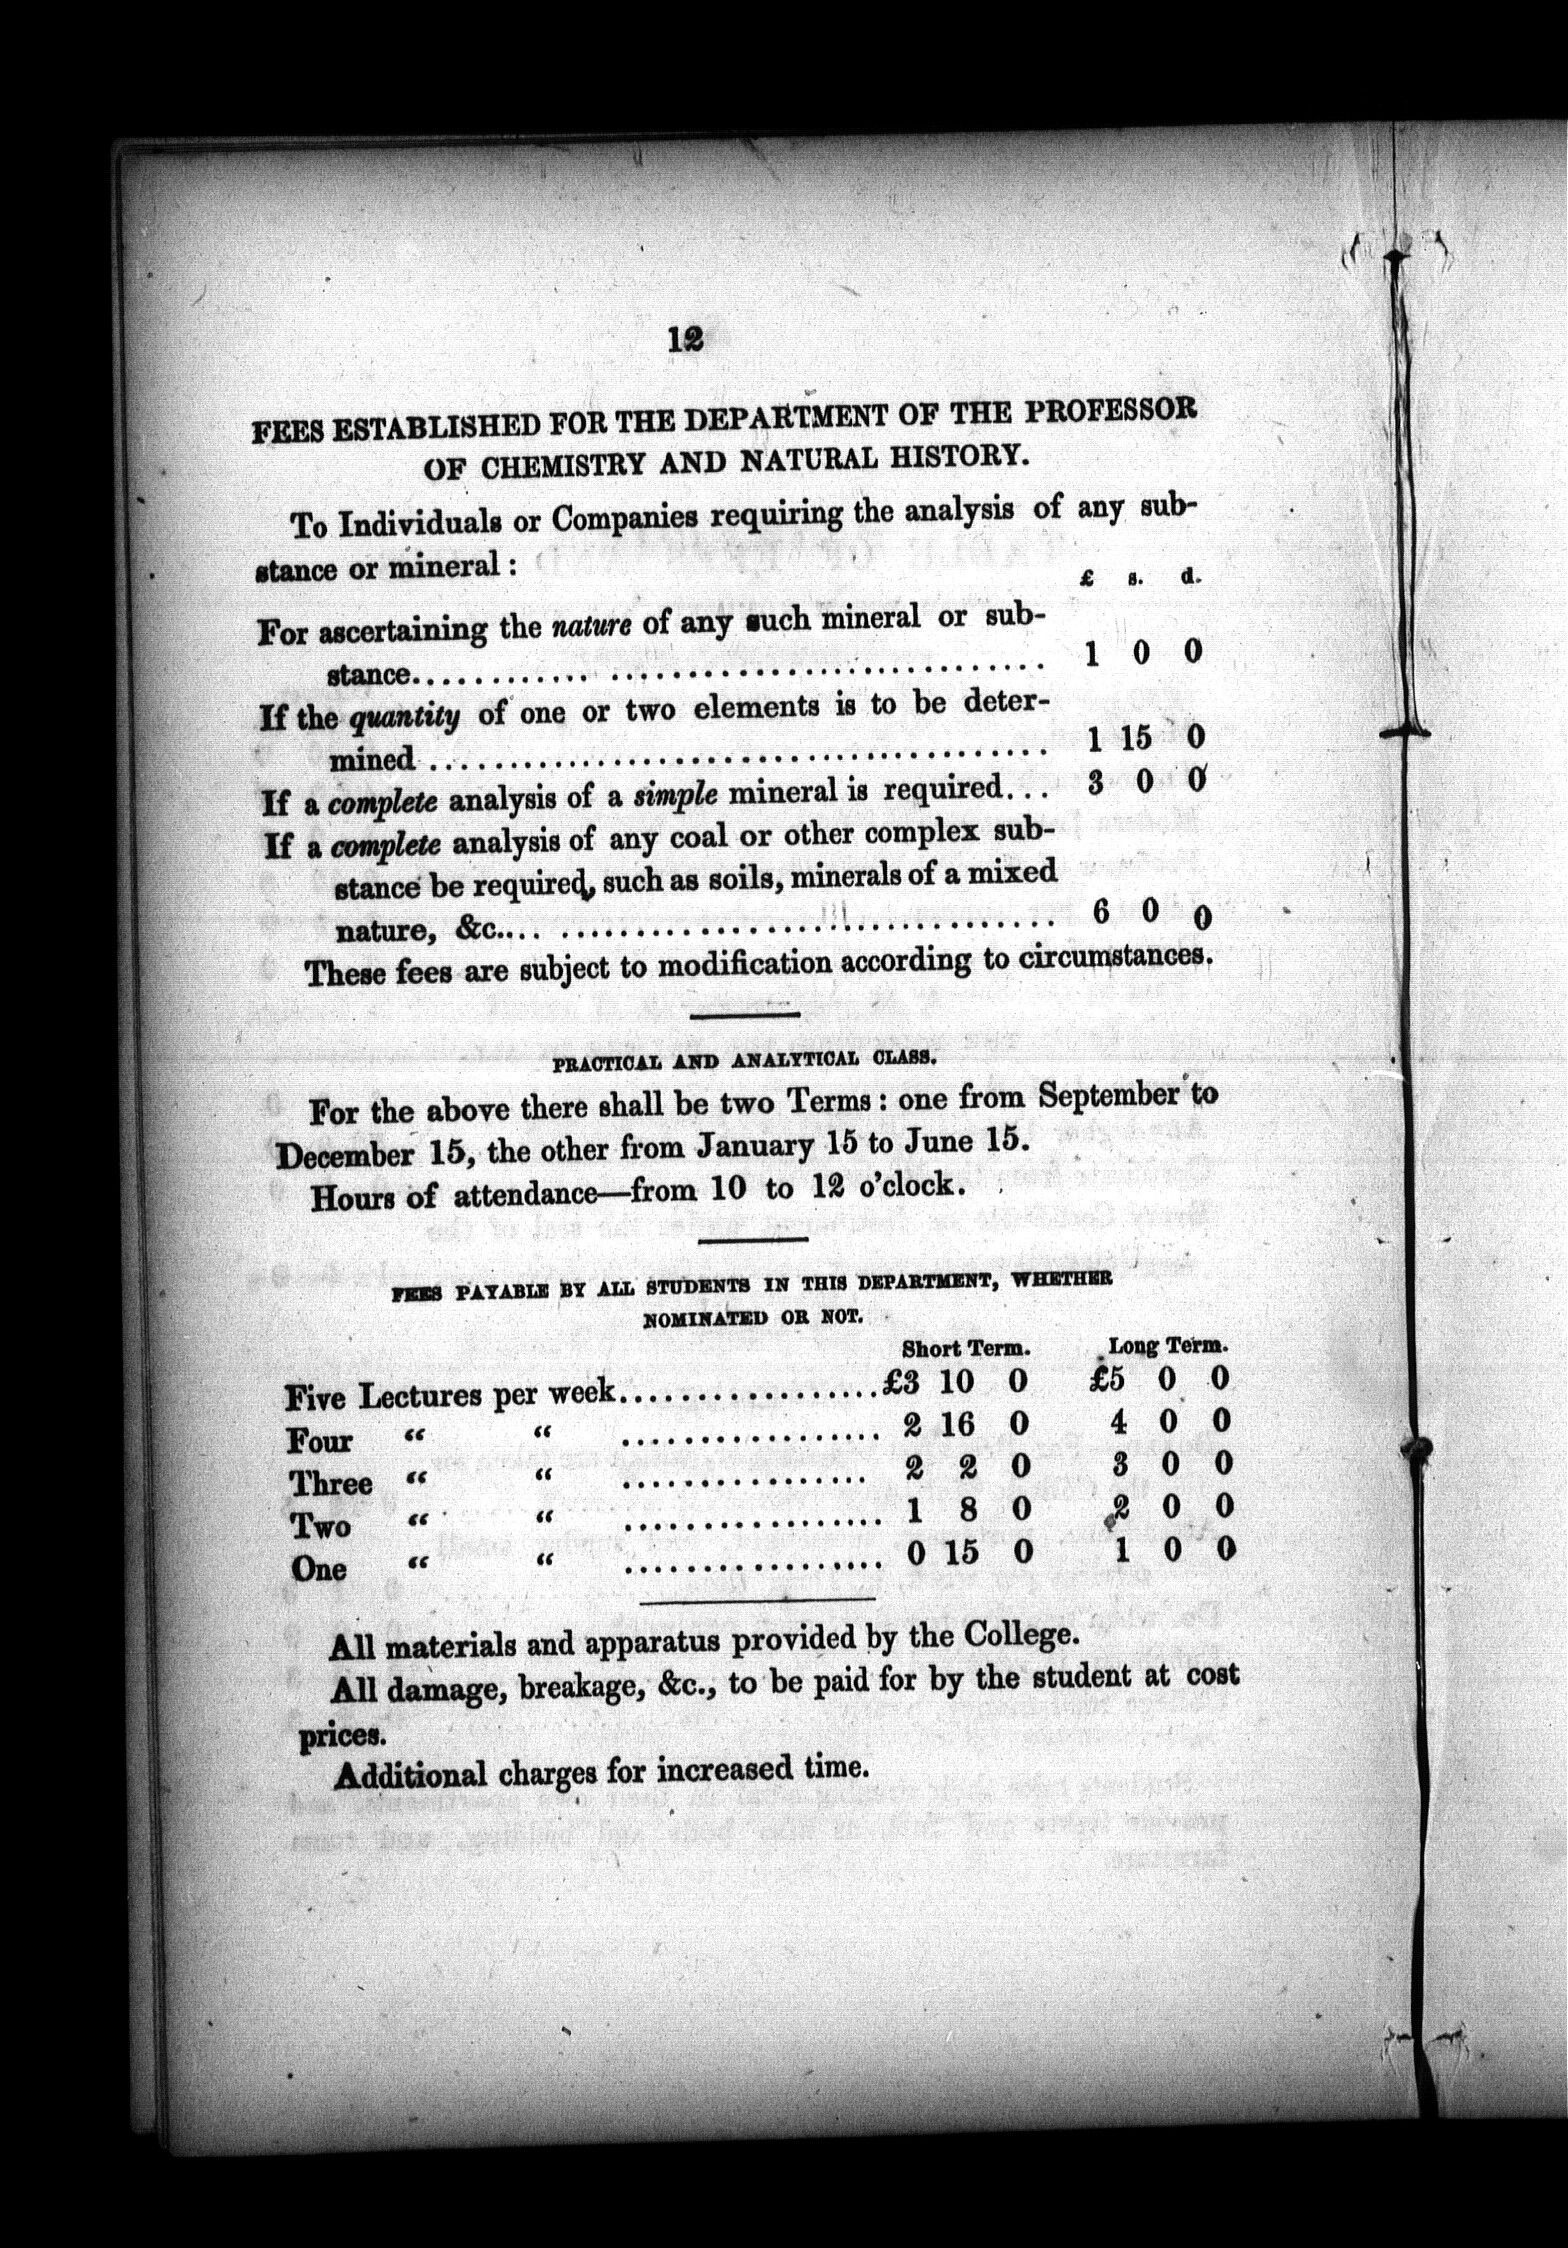 12
FEES ESTABLISHED FOR THE DEPARTMENT OF THE PROFESSOR
OF CHEMISTRY AND NATURAL HISTORY.
To Individuals or Companies requiring the analysis of any sub-
stance or mineral :
£ s. d.
For ascertaining the nature of any such mineral or sub-
stance............ ........................... 1 0 0
If the quantity of one or two elements is to be deter-
mined ...................................... 1 15 0
If a complete analysis of a simple mineral is required... 3 0 0
If a complete analysis of any coal or other complex sub-
stance be required, such as soils, minerals of a mixed
nature, &c.... ................................ 6 0 0
These fees are subject to modification according to circumstances.
PRACTICAL AND ANALYTICAL CLASS.
For the above there shall be two Terms : one from September to
December 15, the other from January 15 to June 15.
Hours of attendance—from 10 to 12 o'clock.
FEES PAYABLE BY ALL STUDENTS IN THIS DEPARTMENT, WHETHER
NOMINATED OR NOT.
Short Term. Long Term.
Five Lectures per week................. £3 10 0 £5 0 0
Four “ “ ................. 2 16 0 4 0 0
Three “ “ ................ 2 2 0 3 0 0
Two “ “ ................. 1 8 0 2 0 0
One “ “ ................. 0 15 0 1 0 0
All materials and apparatus provided by the College.
All damage, breakage, &c., to be paid for by the student at cost
prices.
Additional charges for increased time.